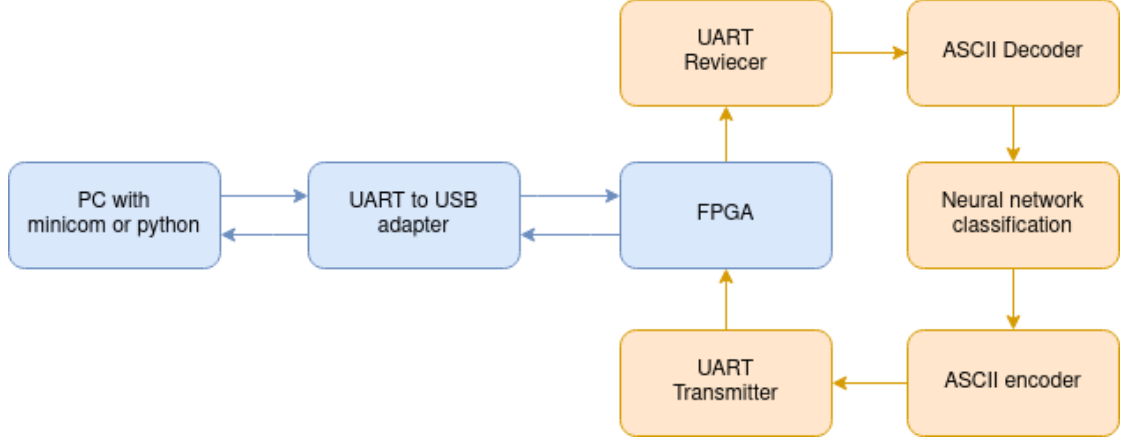 UART
Reviecer
ASCII Decoder
PC with
minicom or python
UART to USB
adapter
FPGA
Neural network
classification
UART
Transmitter
ASCII encoder